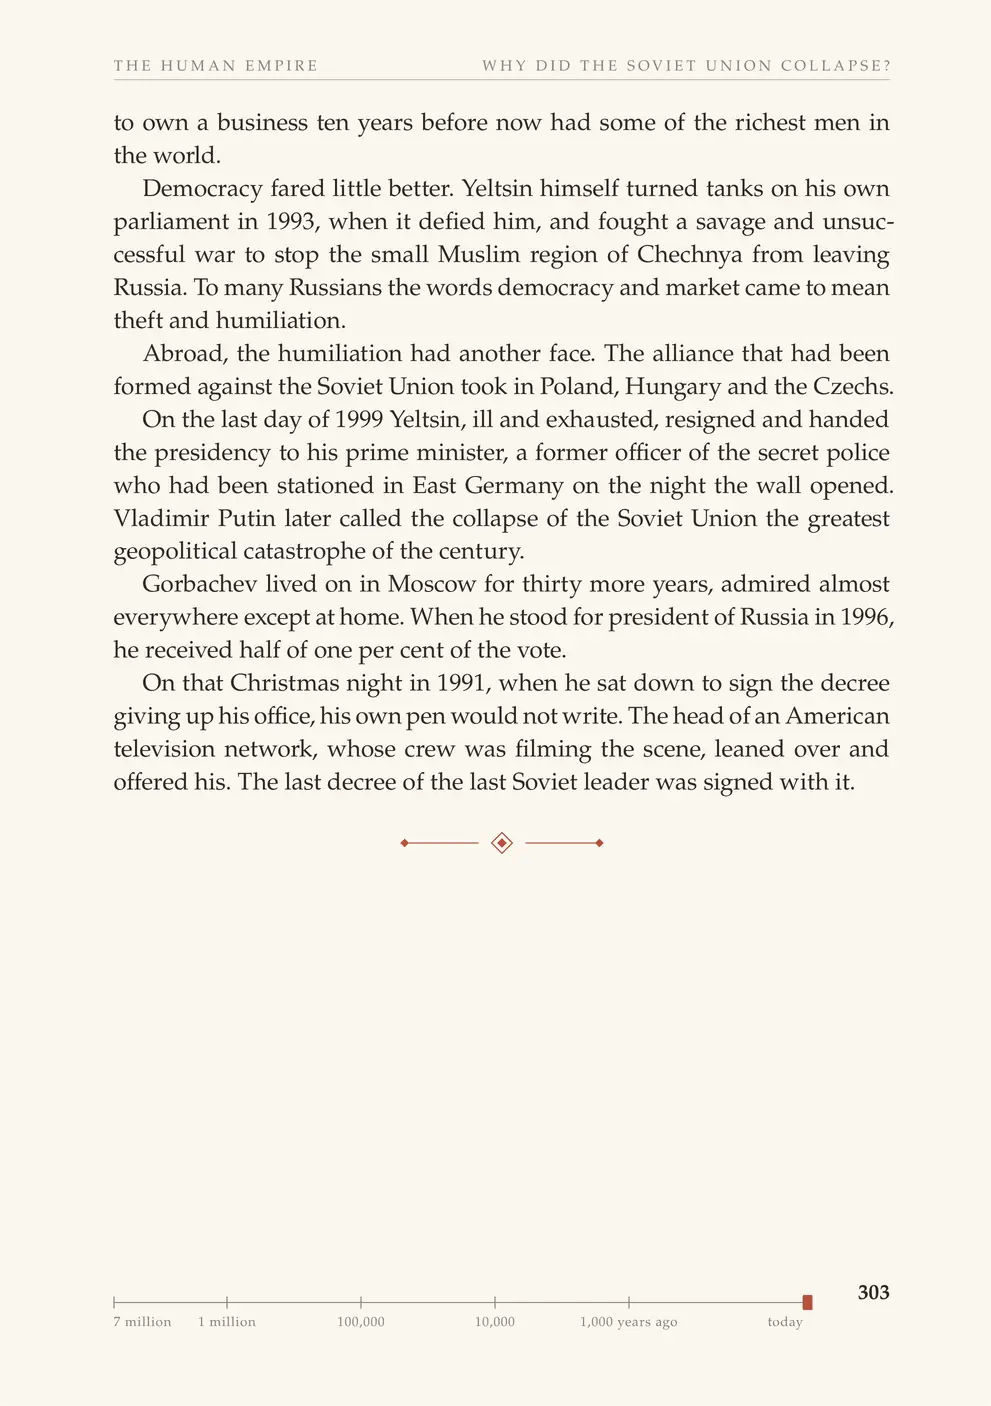 THE HUMAN EMPIRE
WHY DID THE SOVIET UNION COLLAPSE?
to own a business ten years before now had some of the richest men in
the world.
Democracy fared little better. Yeltsin himself turned tanks on his own
parliament in 1993, when it defied him, and fought a savage and unsuc-
cessful war to stop the small Muslim region of Chechnya from leaving
Russia. To many Russians the words democracy and market came to mean
theft and humiliation.
Abroad, the humiliation had another face. The alliance that had been
formed against the Soviet Union took in Poland, Hungary and the Czechs.
On the last day of 1999 Yeltsin, ill and exhausted, resigned and handed
the presidency to his prime minister, a former officer of the secret police
who had been stationed in East Germany on the night the wall opened.
Vladimir Putin later called the collapse of the Soviet Union the greatest
geopolitical catastrophe of the century.
Gorbachev lived on in Moscow for thirty more years, admired almost
everywhere except at home. When he stood for president of Russia in 1996,
he received half of one per cent of the vote.
On that Christmas night in 1991, when he sat down to sign the decree
giving up his office, his own pen would not write. The head of an American
television network, whose crew was filming the scene, leaned over and
offered his. The last decree of the last Soviet leader was signed with it.
303
7 million 1 million 100,000 10,000 1,000 years ago today